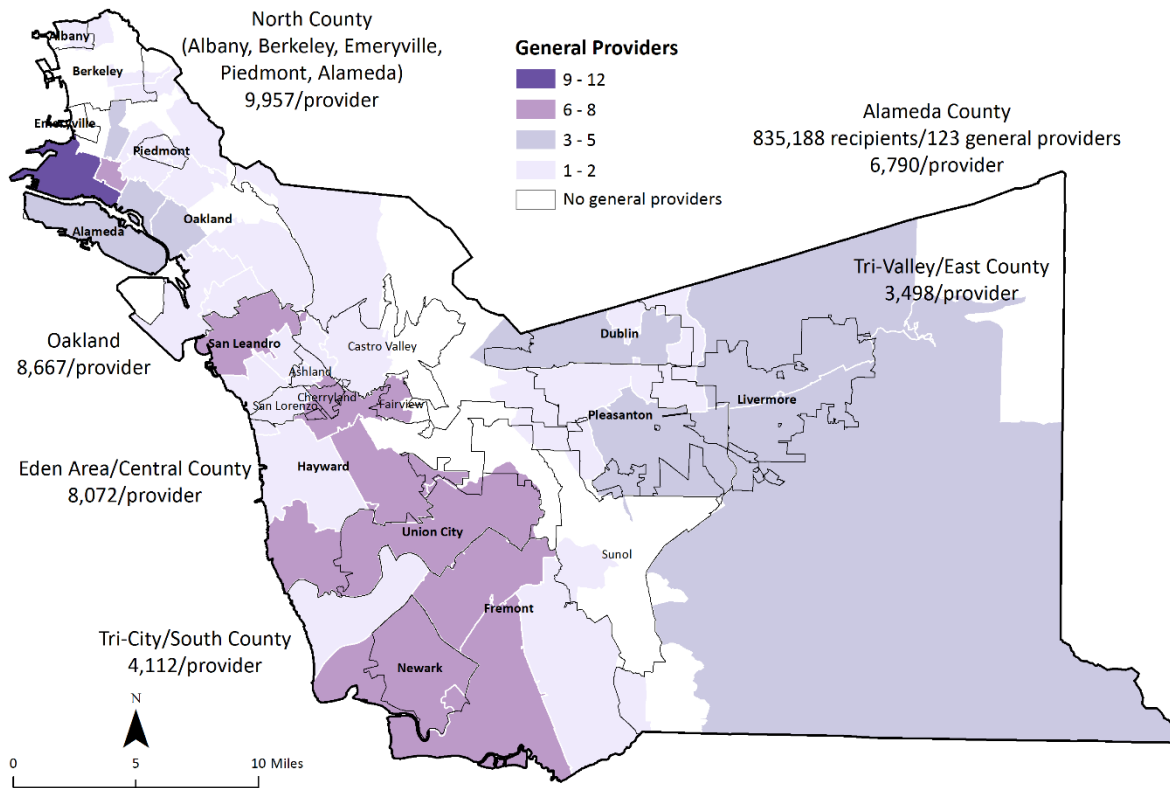 North County
(Albany, Berkeley, Emeryville,
Piedmont, Alameda)
9,957/provider
General Providers
9 - 12
6 - 8
3 - 5
1 - 2
No general providers
Alameda County
835,188 recipients/123 general providers
6,790/provider
Albany
Berkeley
Emeryville
Piedmont
Oakland
Alameda
Tri-Valley/East County
3,498/provider
Oakland
8,667/provider
San Leandro
Castro Valley
Dublin
Ashland
Cherryland
San Lorenzo
Fairview
Pleasanton
Livermore
Eden Area/Central County
8,072/provider
Hayward
Union City
Sunol
Fremont
Tri-City/South County
4,112/provider
Newark
N
0 5 10 Miles